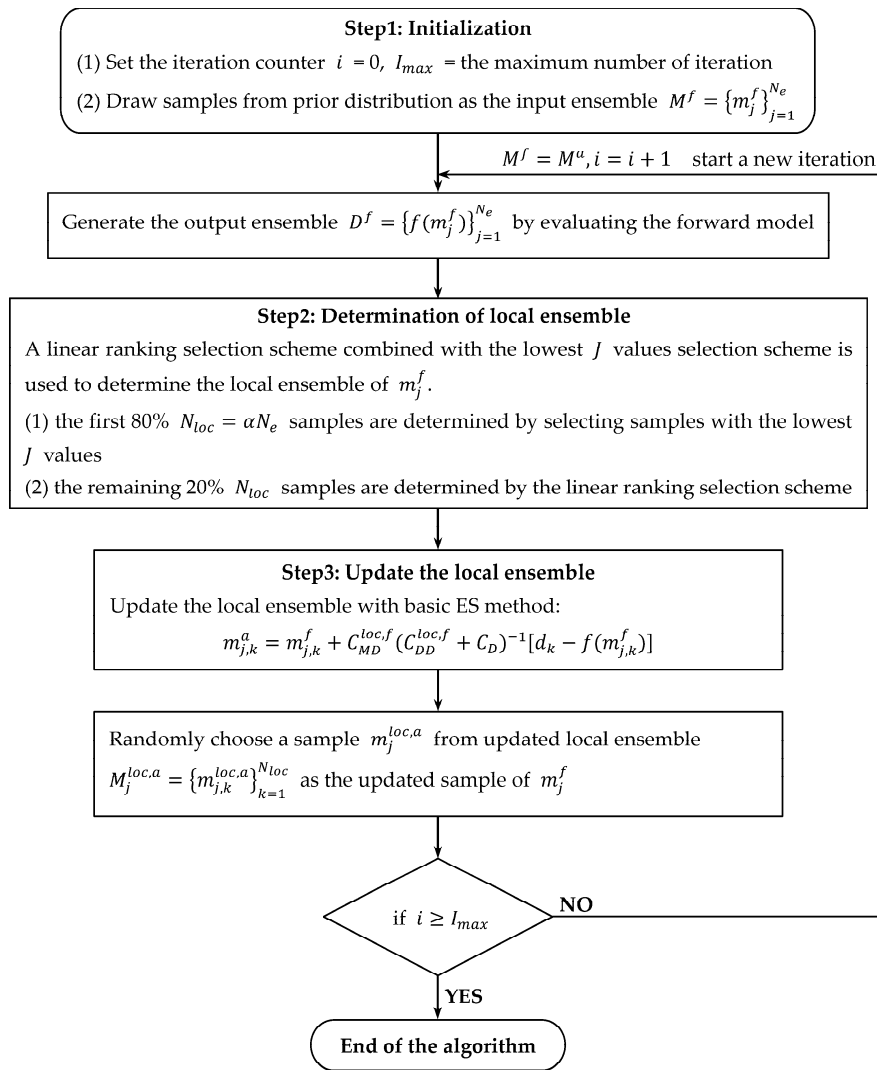 Step1: Initialization
(1) Set the iteration counter i = 0, I_max = the maximum number of iteration
(2) Draw samples from prior distribution as the input ensemble M^f = {m_j^f}_{j=1}^{N_e}
M^f = M^a, i = i + 1 start a new iteration
Generate the output ensemble D^f = {f(m_j^f)}_{j=1}^{N_e} by evaluating the forward model
Step2: Determination of local ensemble
A linear ranking selection scheme combined with the lowest J values selection scheme is
used to determine the local ensemble of m_j^f.
(1) the first 80% N_loc = αN_e samples are determined by selecting samples with the lowest
J values
(2) the remaining 20% N_loc samples are determined by the linear ranking selection scheme
Step3: Update the local ensemble
Update the local ensemble with basic ES method:
m_{j,k}^a = m_{j,k}^f + C_{MD}^{loc,f}(C_{DD}^{loc,f} + C_D)^{-1}[d_k − f(m_{j,k}^f)]
Randomly choose a sample m_j^{loc,a} from updated local ensemble
M_j^{loc,a} = {m_{j,k}^{loc,a}}_{k=1}^{N_loc} as the updated sample of m_j^f
if i ≥ I_max
NO
YES
End of the algorithm